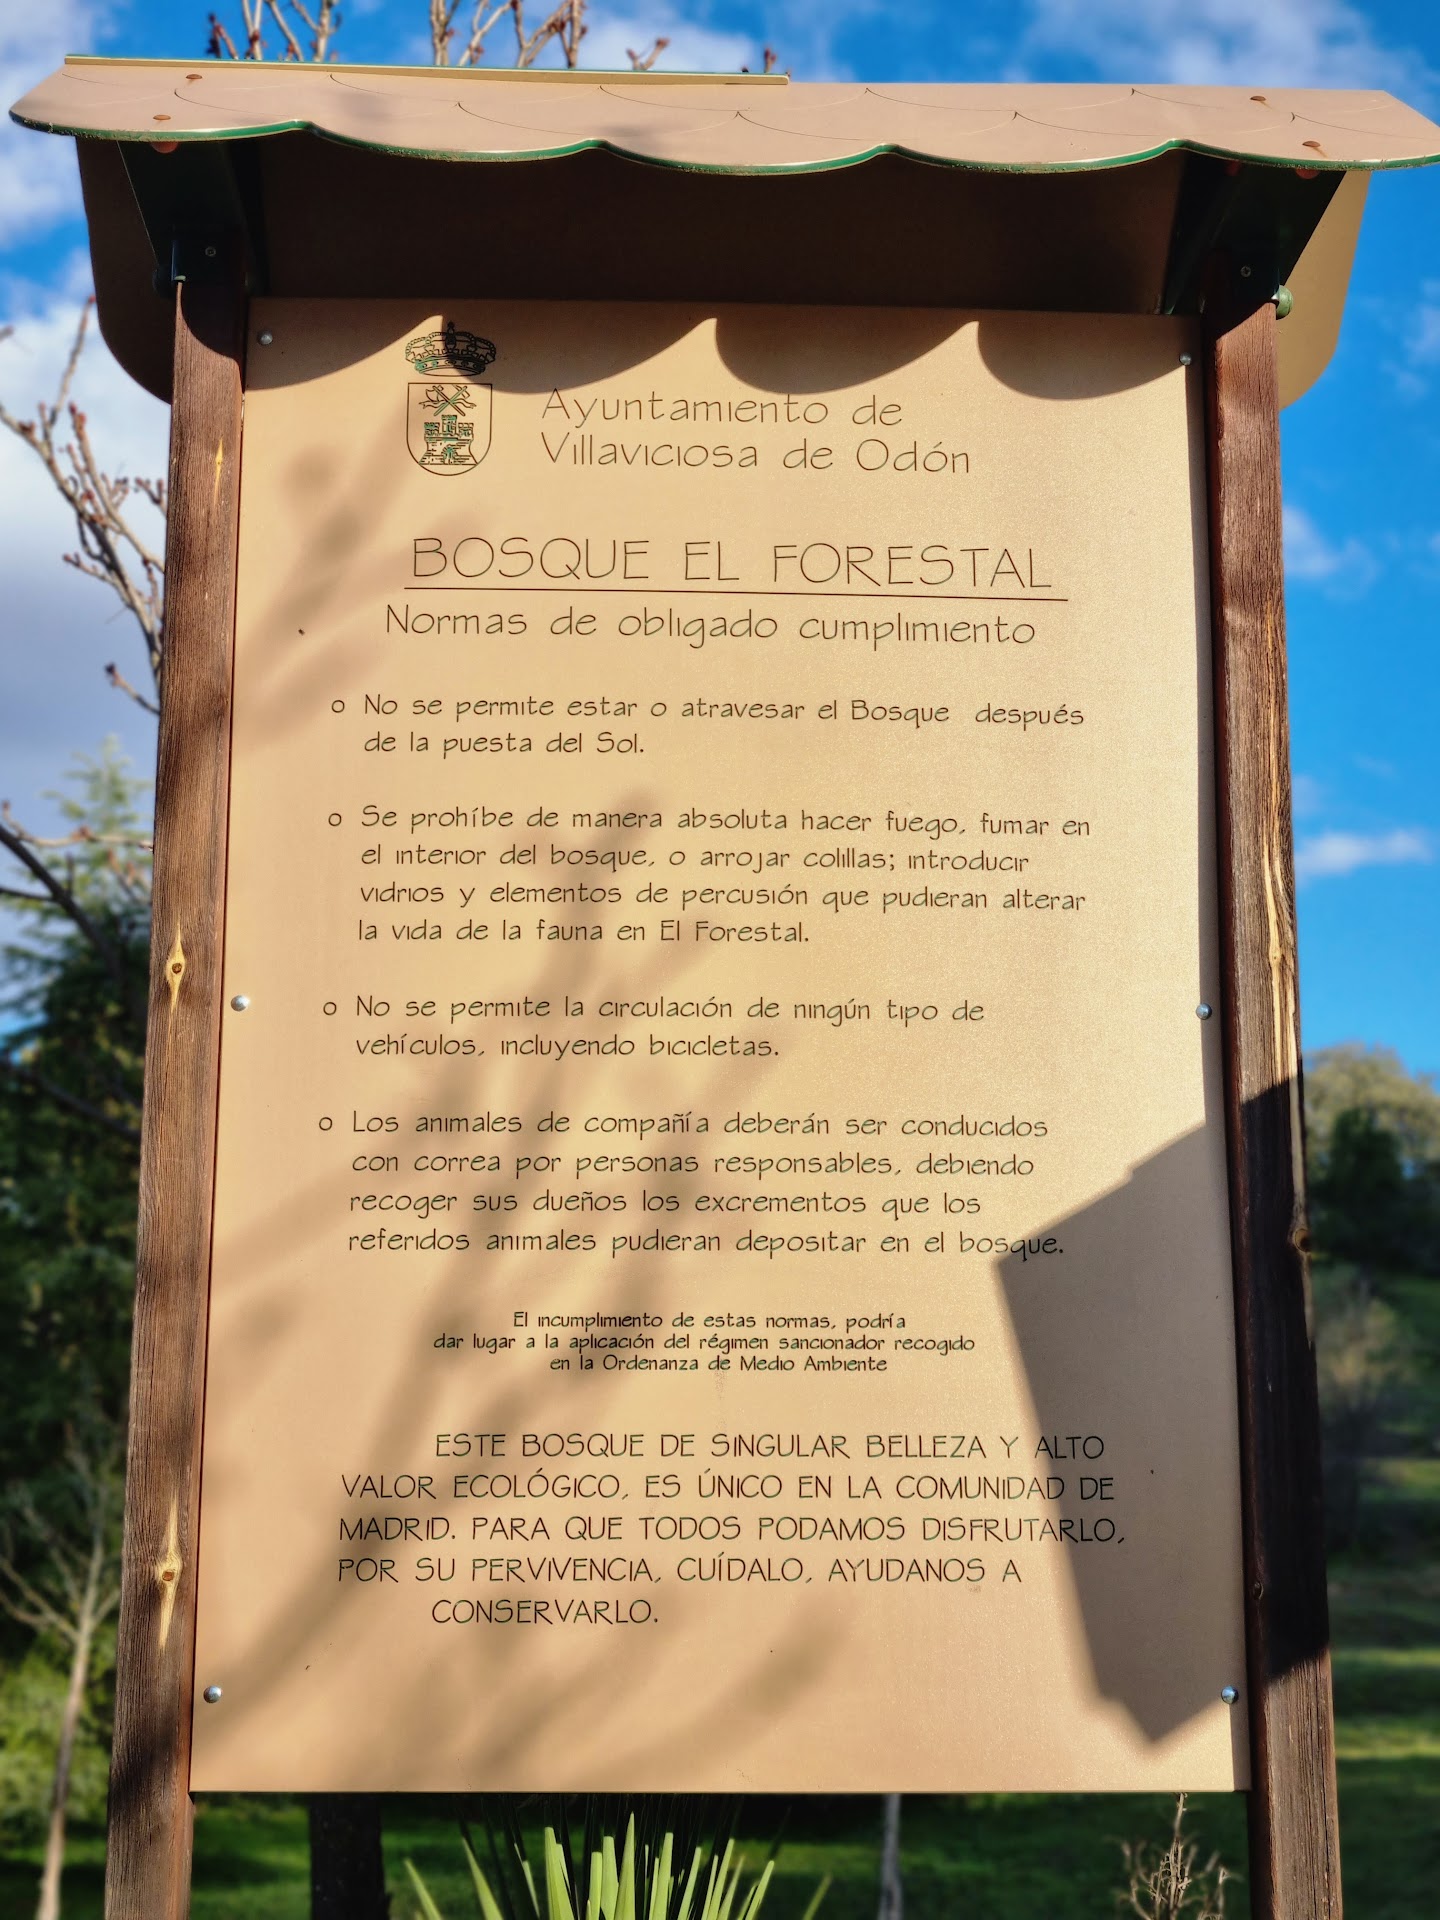 Ayuntamiento de
Villaviciosa de Odón
BOSQUE EL FORESTAL
Normas de obligado cumplimiento
o No se permite estar o atravesar el Bosque después
de la puesta del Sol.
o Se prohíbe de manera absoluta hacer fuego, fumar en
el interior del bosque, o arrojar colillas; introducir
vidrios y elementos de percusión que pudieran alterar
la vida de la fauna en El Forestal.
o No se permite la circulación de ningún tipo de
vehículos, incluyendo bicicletas.
o Los animales de compañía deberán ser conducidos
con correa por personas responsables, debiendo
recoger sus dueños los excrementos que los
referidos animales pudieran depositar en el bosque.
El incumplimiento de estas normas, podría
dar lugar a la aplicación del régimen sancionador recogido
en la Ordenanza de Medio Ambiente
ESTE BOSQUE DE SINGULAR BELLEZA Y ALTO
VALOR ECOLÓGICO, ES ÚNICO EN LA COMUNIDAD DE
MADRID. PARA QUE TODOS PODAMOS DISFRUTARLO,
POR SU PERVIVENCIA, CUÍDALO, AYUDANOS A
CONSERVARLO.